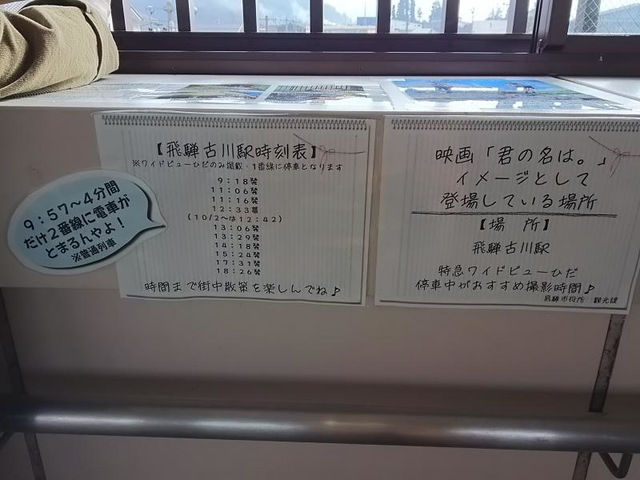 【飛騨古川駅時刻表】
※ワイドビューひだのみ掲載・1番線に停車となります
9:18発
11:06発
11:16発
12:33発
(10/2〜は12:42)
13:06発
13:29発
14:18発
15:24発
17:31発
18:26発
時間まで街中散策を楽しんでね♪
9:57〜4分間
だけ2番線に電車が
とまるんやよ!
※普通列車
映画「君の名は。」
イメージとして
登場している場所
【場所】
飛騨古川駅
特急ワイドビューひだ
停車中がおすすめ撮影時間♪
飛騨市役所 観光課